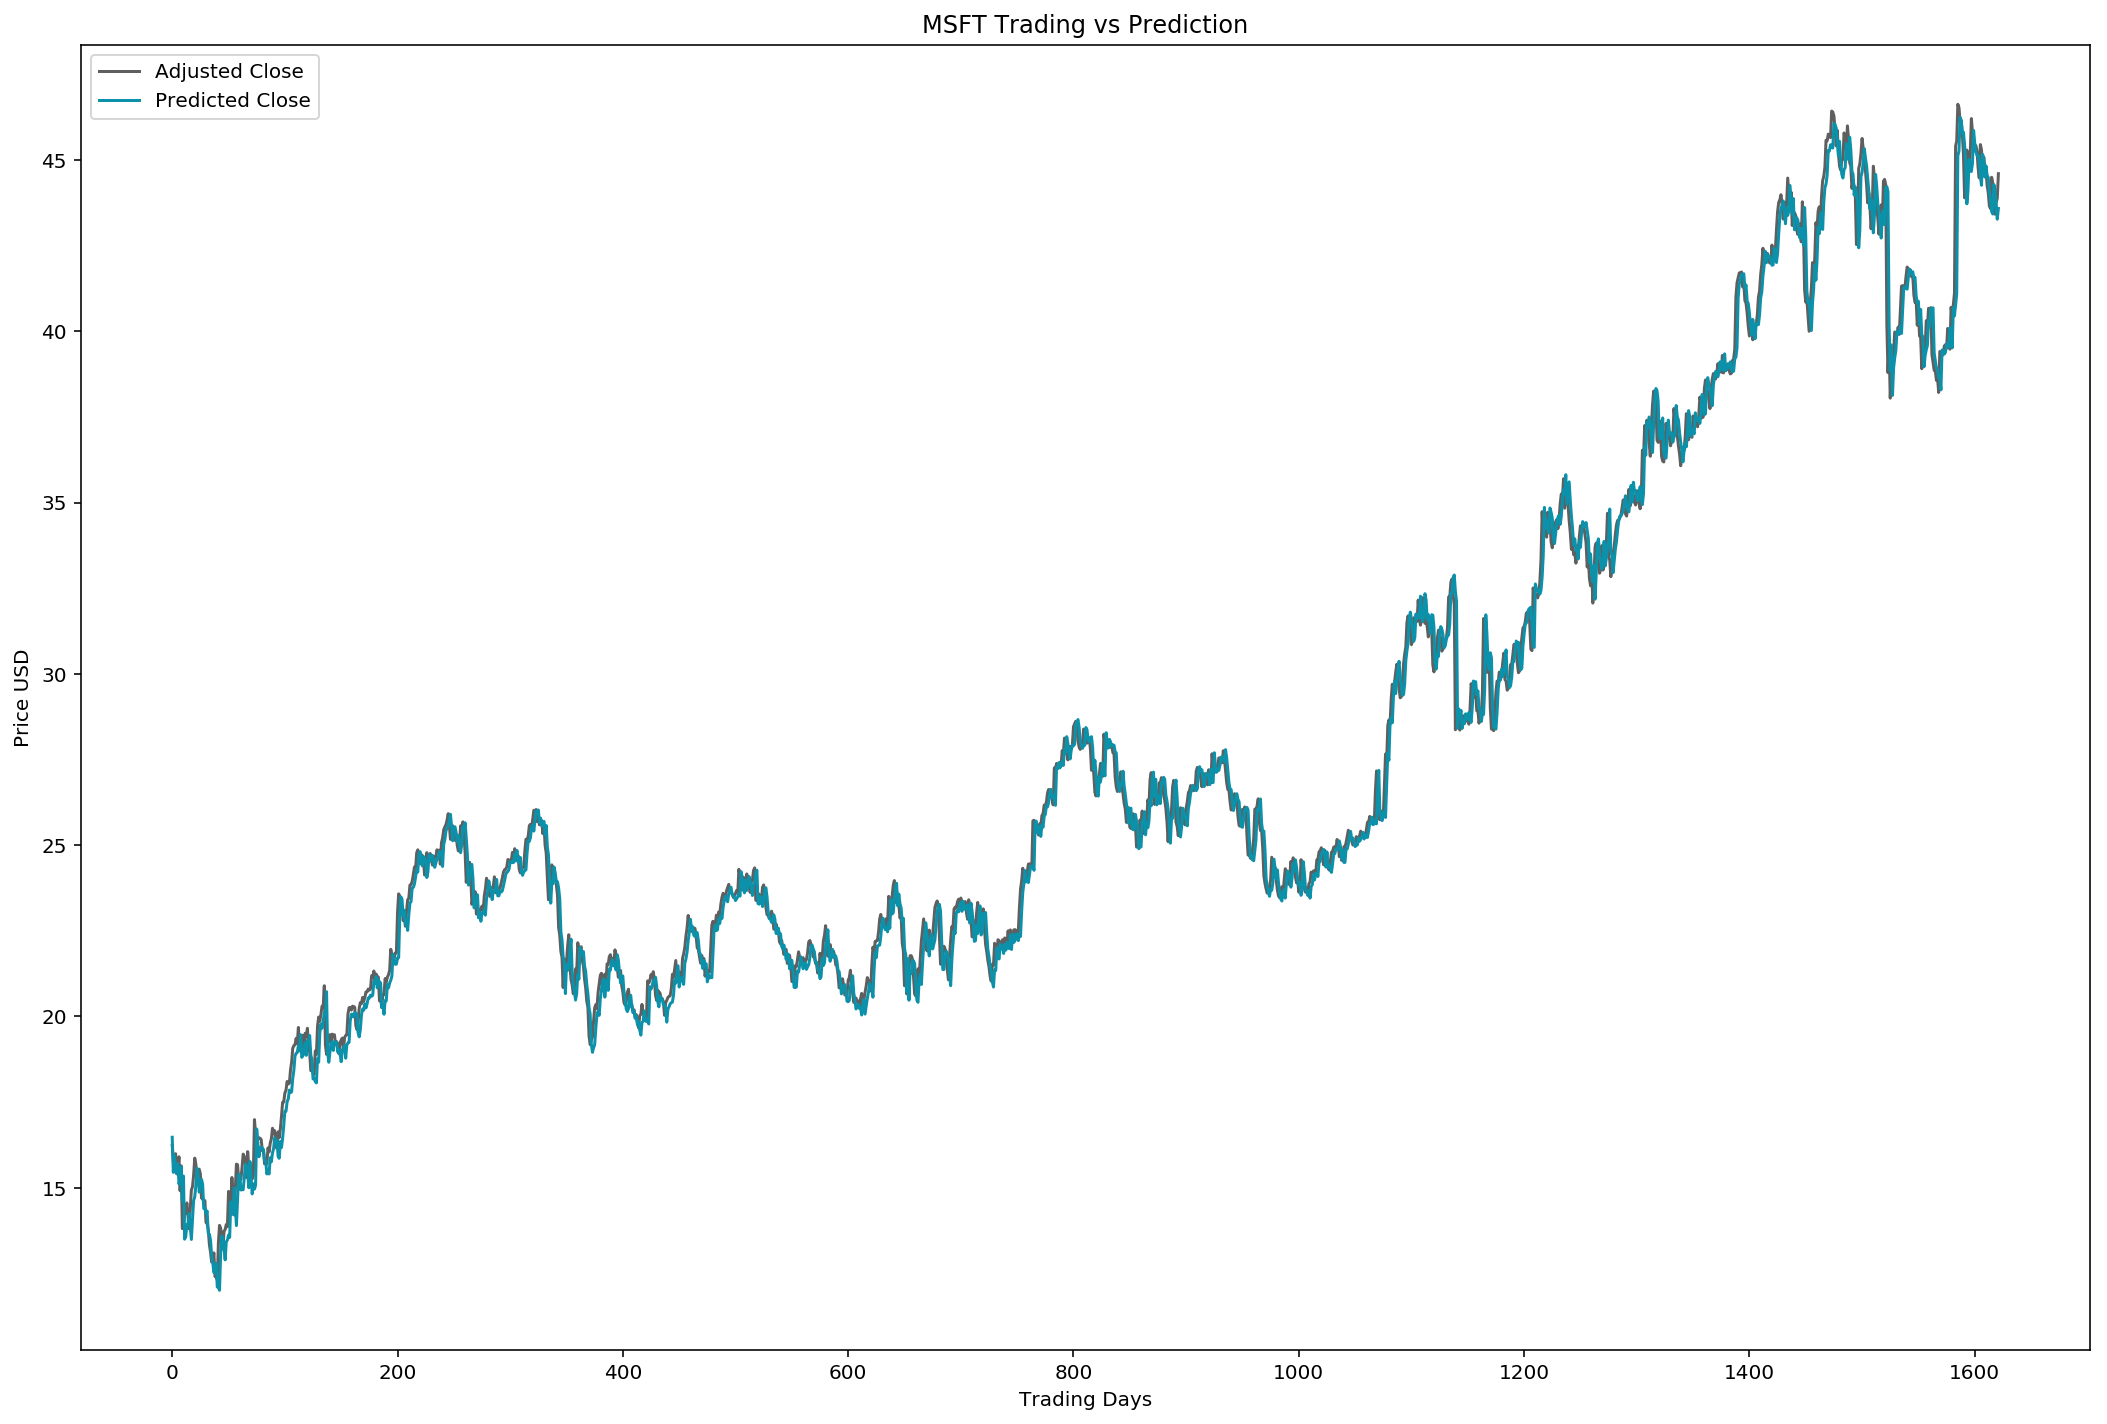 MSFT Trading vs Prediction
Adjusted Close
Predicted Close
45
40
35
30
25
20
15
Price USD
0 200 400 600 800 1000 1200 1400 1600
Trading Days